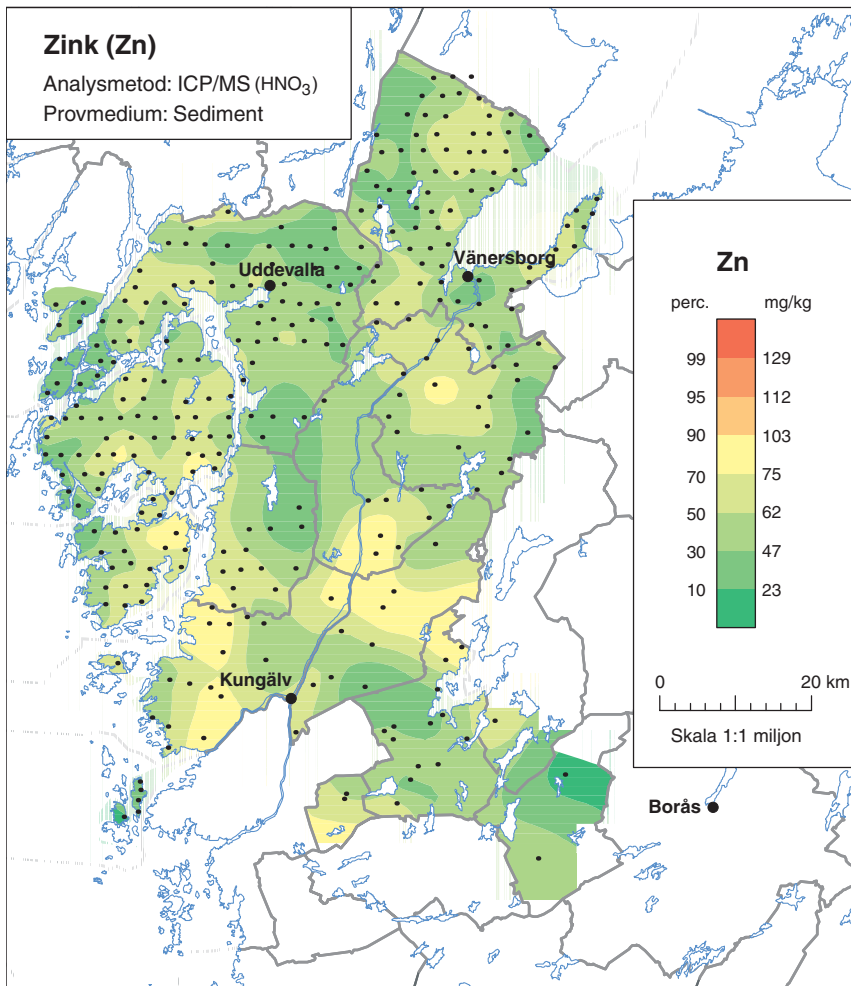 Zink (Zn)
Analysmetod: ICP/MS (HNO₃)
Provmedium: Sediment
Uddevalla
Vänersborg
Kungälv
Borås
Zn
perc. mg/kg
99 129
95 112
90 103
70 75
50 62
30 47
10 23
0 20 km
Skala 1:1 miljon